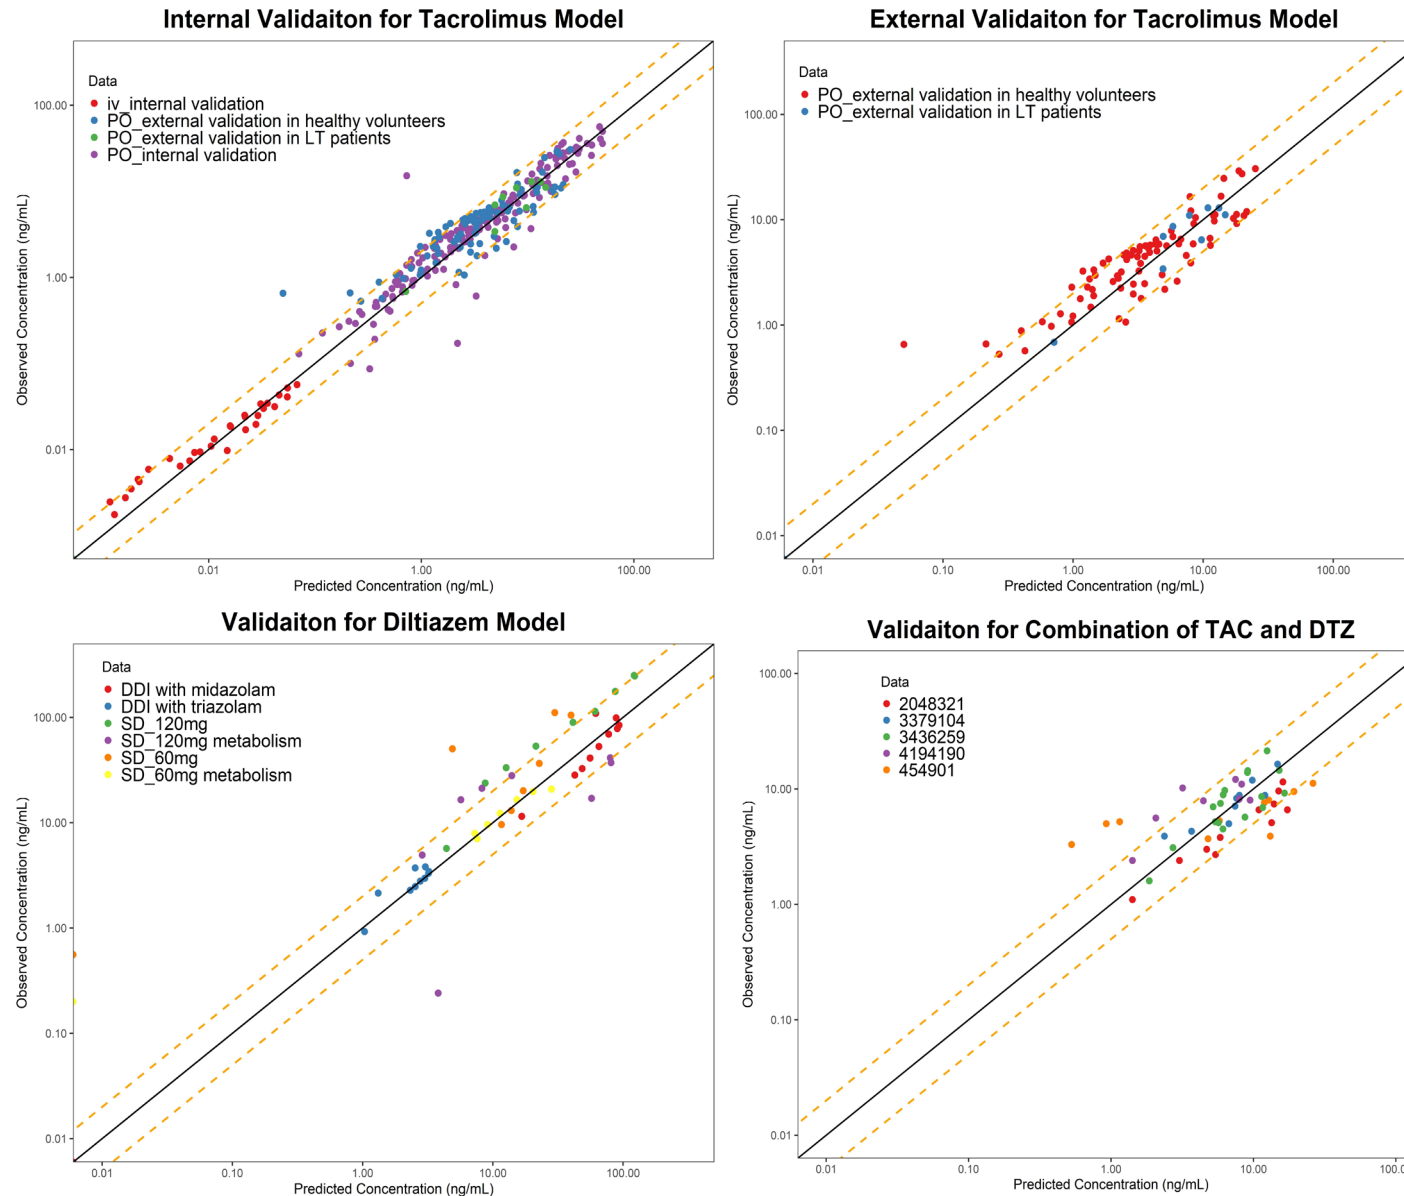 Internal Validaiton for Tacrolimus Model
Data
iv_internal validation
PO_external validation in healthy volunteers
PO_external validation in LT patients
PO_internal validation
100.00
1.00
0.01
Observed Concentration (ng/mL)
0.01
1.00
100.00
Predicted Concentration (ng/mL)
External Validaiton for Tacrolimus Model
Data
PO_external validation in healthy volunteers
PO_external validation in LT patients
100.00
10.00
1.00
0.10
0.01
Observed Concentration (ng/mL)
0.01
0.10
1.00
10.00
100.00
Predicted Concentration (ng/mL)
Validaiton for Diltiazem Model
Data
DDI with midazolam
DDI with triazolam
SD_120mg
SD_120mg metabolism
SD_60mg
SD_60mg metabolism
100.00
10.00
1.00
0.10
0.01
Observed Concentration (ng/mL)
0.01
0.10
1.00
10.00
100.00
Predicted Concentration (ng/mL)
Validaiton for Combination of TAC and DTZ
Data
2048321
3379104
3436259
4194190
454901
100.00
10.00
1.00
0.10
0.01
Observed Concentration (ng/mL)
0.01
0.10
1.00
10.00
100.00
Predicted Concentration (ng/mL)